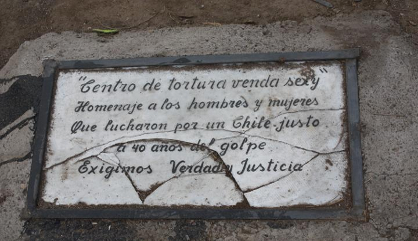 "Centro de tortura venda sexy"
Homenaje a los hombres y mujeres
Que lucharon por un Chile justo
a 40 años del golpe
Exigimos Verdad y Justicia